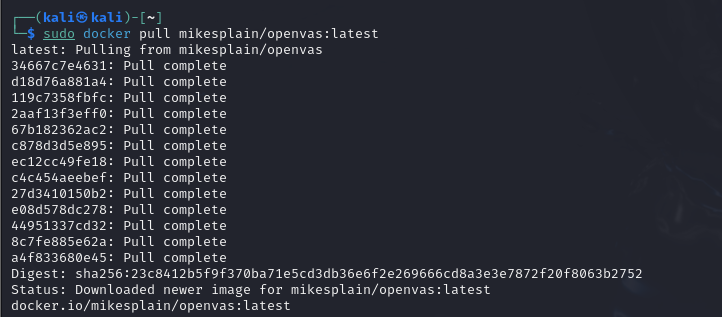 ┌──(kali㉿kali)-[~]
└─$ sudo docker pull mikesplain/openvas:latest
latest: Pulling from mikesplain/openvas
34667c7e4631: Pull complete
d18d76a881a4: Pull complete
119c7358fbfc: Pull complete
2aaf13f3eff0: Pull complete
67b182362ac2: Pull complete
c878d3d5e895: Pull complete
ec12cc49fe18: Pull complete
c4c454aeebef: Pull complete
27d3410150b2: Pull complete
e08d578dc278: Pull complete
44951337cd32: Pull complete
8c7fe885e62a: Pull complete
a4f833680e45: Pull complete
Digest: sha256:23c8412b5f9f370ba71e5cd3db36e6f2e269666cd8a3e3e7872f20f8063b2752
Status: Downloaded newer image for mikesplain/openvas:latest
docker.io/mikesplain/openvas:latest